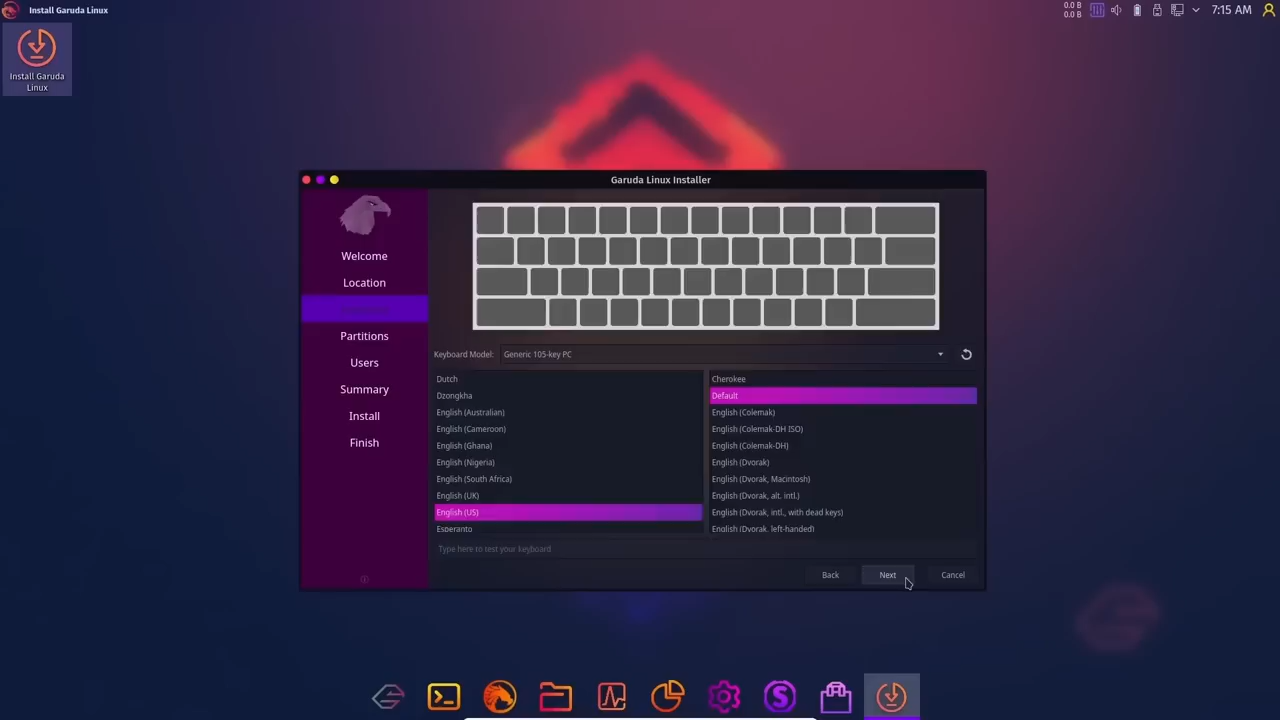 Install Garuda Linux
0.0 B
0.0 B
7:15 AM
Install Garuda
Linux
Garuda Linux Installer
Welcome
Location
Partitions
Users
Summary
Install
Finish
Keyboard Model:
Generic 105-key PC
Dutch
Dzongkha
English (Australian)
English (Cameroon)
English (Ghana)
English (Nigeria)
English (South Africa)
English (UK)
English (US)
Esperanto
Cherokee
Default
English (Colemak)
English (Colemak-DH ISO)
English (Colemak-DH)
English (Dvorak)
English (Dvorak, Macintosh)
English (Dvorak, alt. intl.)
English (Dvorak, intl., with dead keys)
English (Dvorak, left-handed)
Type here to test your keyboard
Back
Next
Cancel